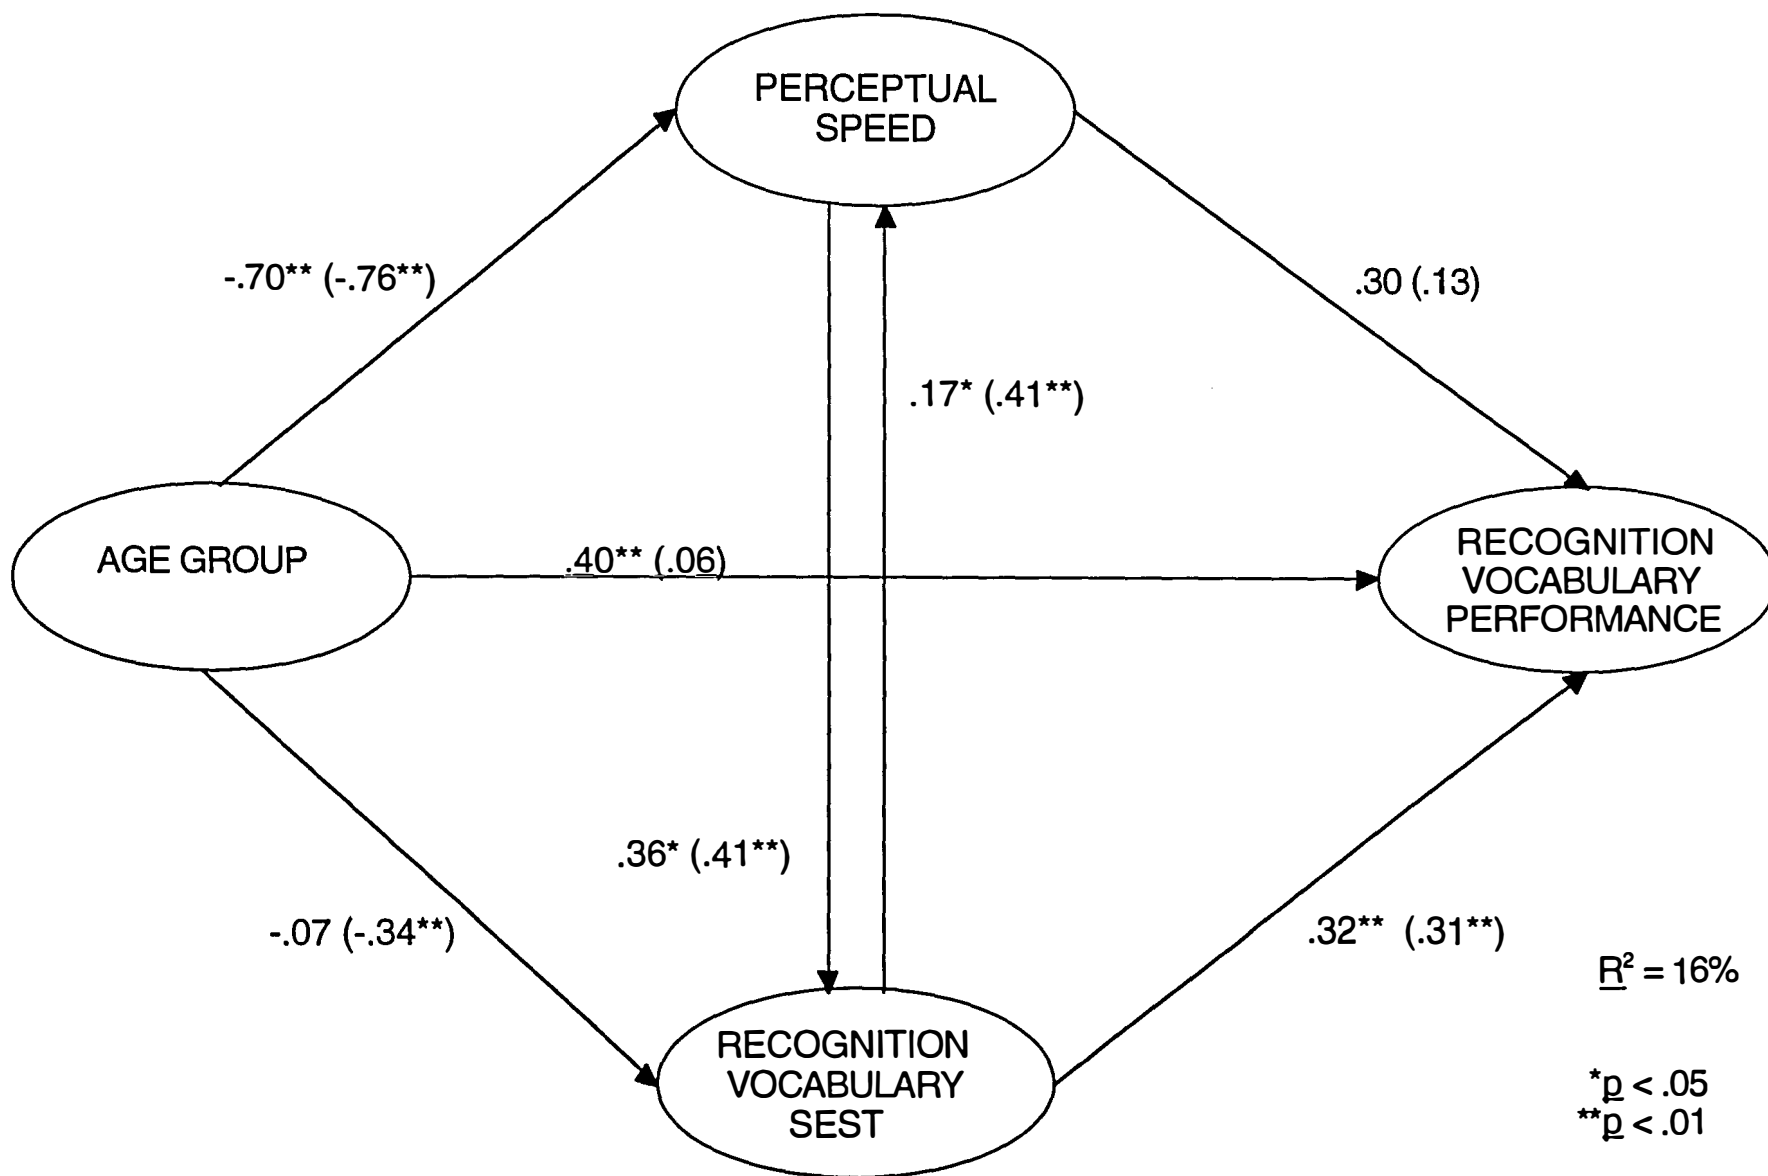 PERCEPTUAL
SPEED
-.70** (-.76**)
.30 (.13)
.17* (.41**)
AGE GROUP
.40** (.06)
RECOGNITION
VOCABULARY
PERFORMANCE
.36* (.41**)
-.07 (-.34**)
.32** (.31**)
R² = 16%
RECOGNITION
VOCABULARY
SEST
*p < .05
**p < .01